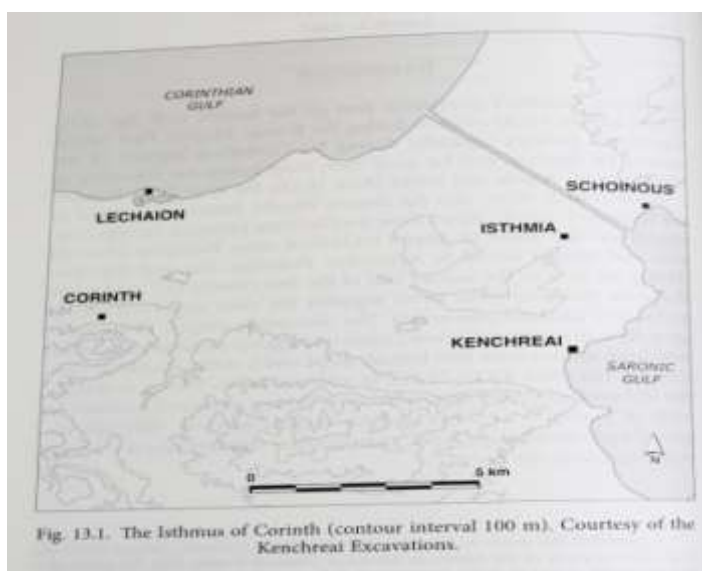 CORINTHIAN
GULF
SCHOINOUS
LECHAION
ISTHMIA
CORINTH
KENCHREAI
SARONIC
GULF
N
0 5 km
Fig. 13.1. The Isthmus of Corinth (contour interval 100 m). Courtesy of the
Kenchreai Excavations.